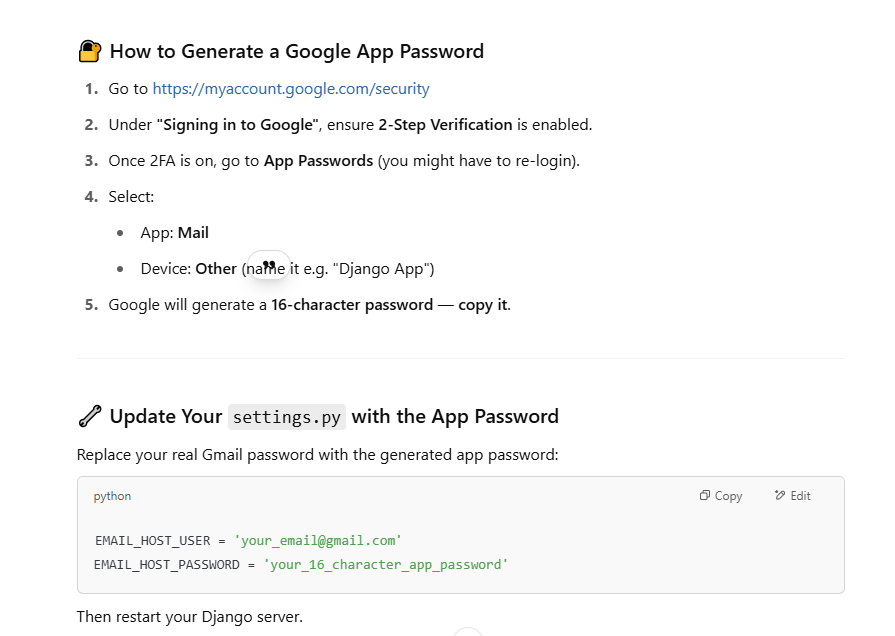 🔐 How to Generate a Google App Password
1. Go to https://myaccount.google.com/security
2. Under "Signing in to Google", ensure 2-Step Verification is enabled.
3. Once 2FA is on, go to App Passwords (you might have to re-login).
4. Select:
• App: Mail
• Device: Other (name it e.g. "Django App")
5. Google will generate a 16-character password — copy it.
🔧 Update Your settings.py with the App Password
Replace your real Gmail password with the generated app password:
python Copy Edit
EMAIL_HOST_USER = 'your_email@gmail.com'
EMAIL_HOST_PASSWORD = 'your_16_character_app_password'
Then restart your Django server.